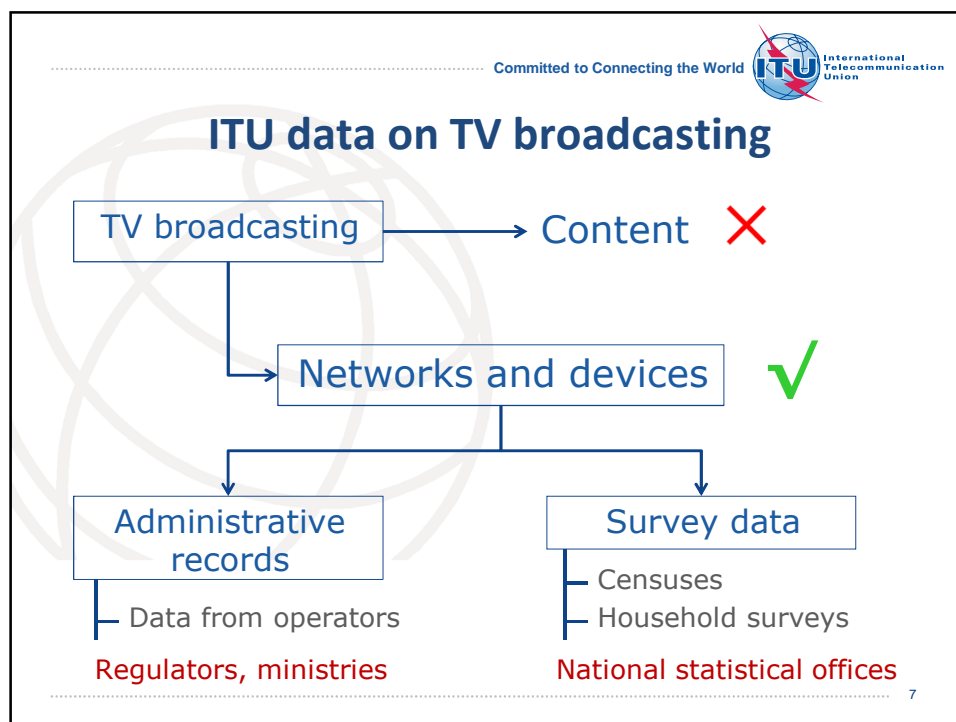 Committed to Connecting the World
ITU
International
Telecommunication
Union
ITU data on TV broadcasting
TV broadcasting
Content
Networks and devices
√
Administrative
records
Survey data
Data from operators
Censuses
Household surveys
Regulators, ministries
National statistical offices
7